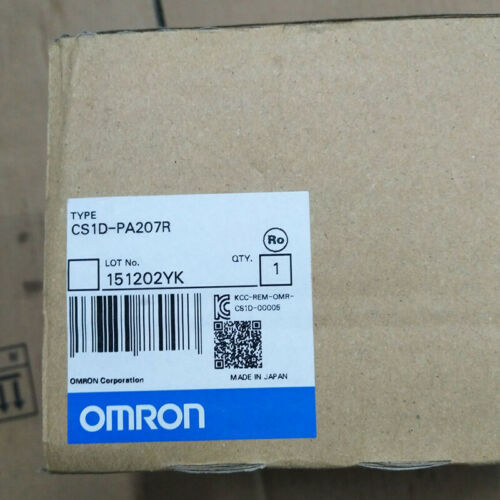 TYPE
CS1D-PA207R
Ro
LOT No.
QTY.
151202YK
1
KCC-REM-OMR-
CS1D-00005
OMRON Corporation
MADE IN JAPAN
OMRON